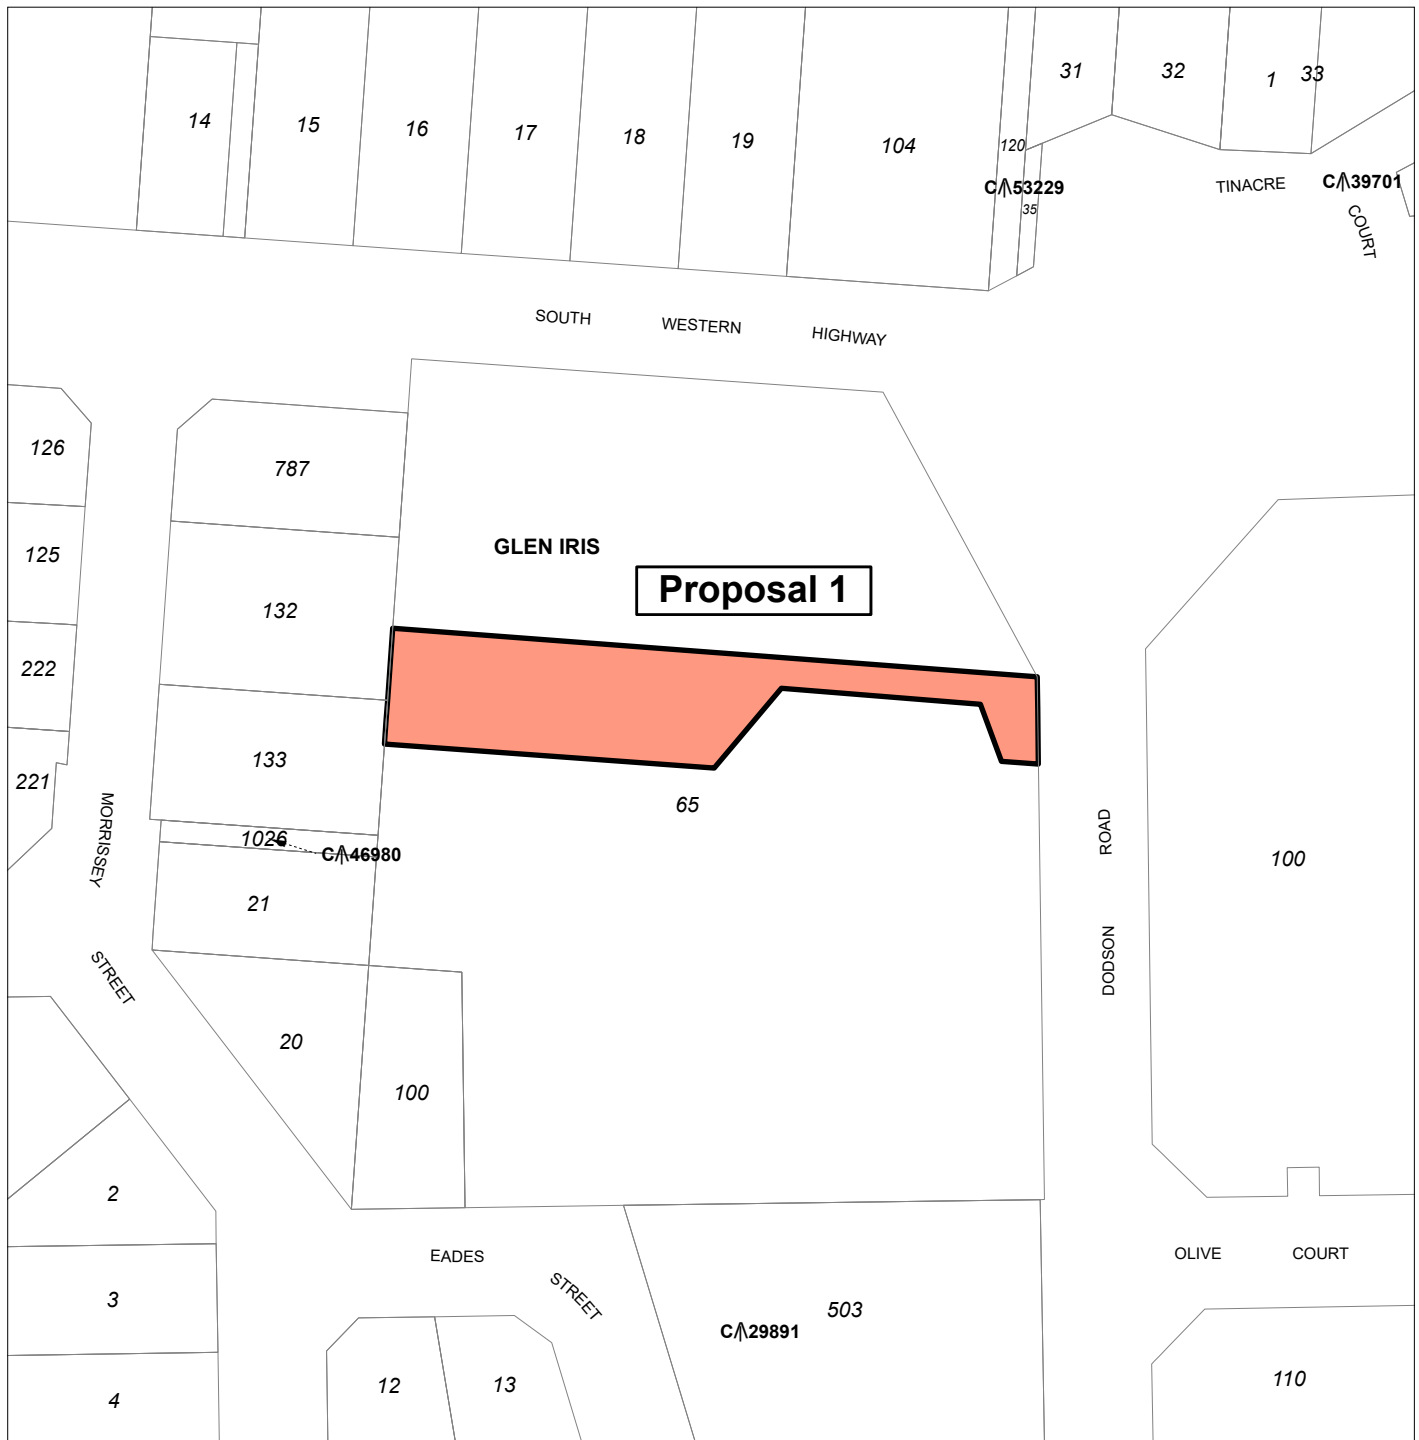 31
32
1
33
14
15
16
17
18
19
104
120
C/|\53229
35
TINACRE
C/|\39701
COURT
SOUTH WESTERN HIGHWAY
126
787
125
GLEN IRIS
Proposal 1
132
222
133
221
65
MORRISSEY
STREET
1026
C/|\46980
21
ROAD
DODSON
100
20
100
2
3
4
EADES
STREET
OLIVE COURT
503
C/|\29891
12
13
110